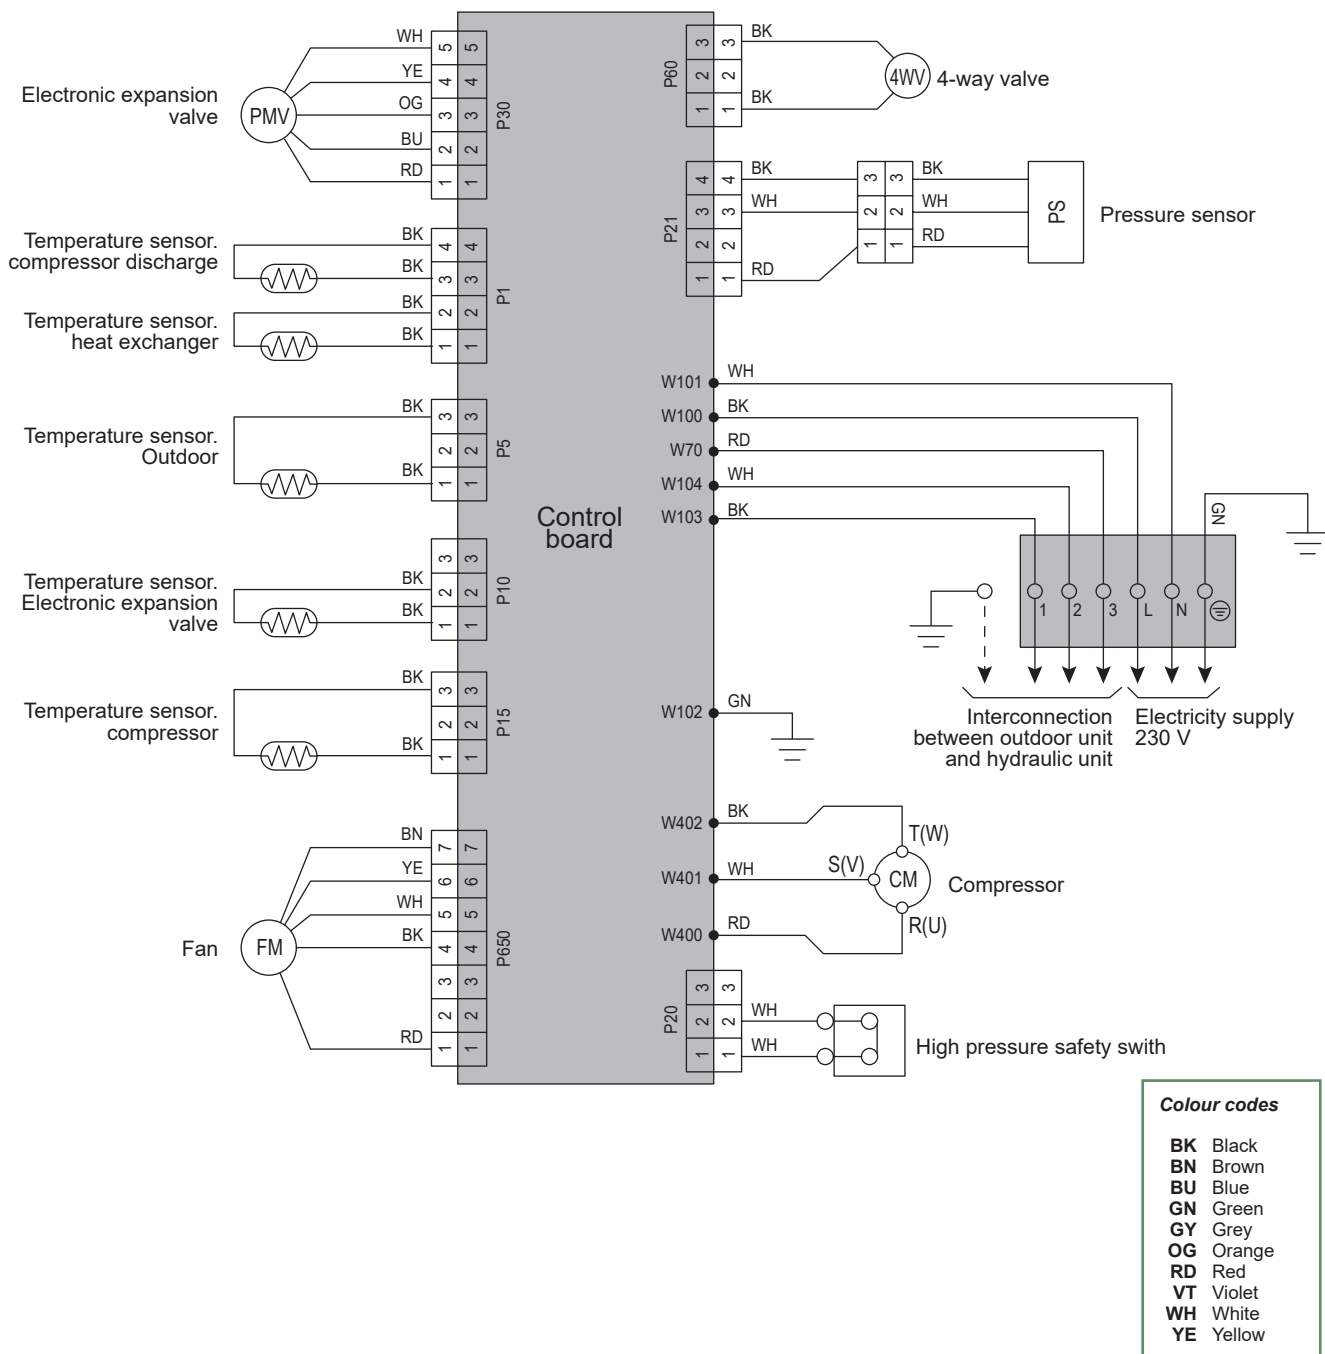 Electronic expansion
valve
PMV
WH
YE
OG
BU
RD
5 5
4 4
3 3
2 2
1 1
P30
Temperature sensor.
compressor discharge
Temperature sensor.
heat exchanger
BK
BK
BK
BK
4 4
3 3
2 2
1 1
P1
Temperature sensor.
Outdoor
BK
BK
3 3
2 2
1 1
P5
Temperature sensor.
Electronic expansion
valve
BK
BK
3 3
2 2
1 1
P10
Temperature sensor.
compressor
BK
BK
3 3
2 2
1 1
P15
Fan
FM
BN
YE
WH
BK
RD
7 7
6 6
5 5
4 4
3 3
2 2
1 1
P650
Control
board
P60
3 3
2 2
1 1
BK
BK
4WV
4-way valve
P21
4 4
3 3
2 2
1 1
BK
WH
RD
3 3
2 2
1 1
BK
WH
RD
PS
Pressure sensor
W101 WH
W100 BK
W70 RD
W104 WH
W103 BK
GN
1 2 3 L N
Interconnection
between outdoor unit
and hydraulic unit
Electricity supply
230 V
W102 GN
W402 BK
W401 WH
W400 RD
T(W)
S(V)
CM
R(U)
Compressor
P20
3 3
2 2
1 1
WH
WH
High pressure safety swith
Colour codes
BK Black
BN Brown
BU Blue
GN Green
GY Grey
OG Orange
RD Red
VT Violet
WH White
YE Yellow